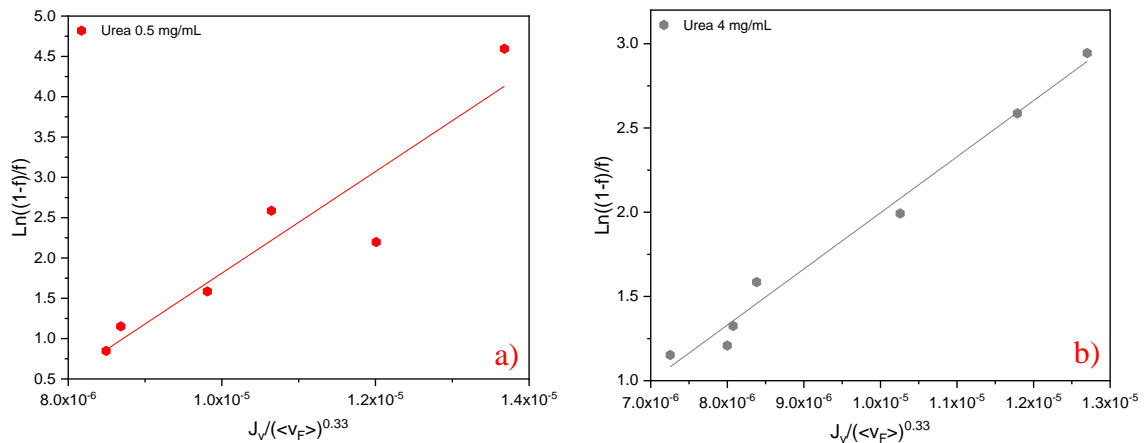 Urea 0.5 mg/mL
5.0
4.5
4.0
3.5
3.0
2.5
2.0
1.5
1.0
0.5
Ln((1-f)/f)
8.0x10⁻⁶ 1.0x10⁻⁵ 1.2x10⁻⁵ 1.4x10⁻⁵
J_v/(<v_F>)^0.33
a)
Urea 4 mg/mL
3.0
2.5
2.0
1.5
1.0
Ln((1-f)/f)
7.0x10⁻⁶ 8.0x10⁻⁶ 9.0x10⁻⁶ 1.0x10⁻⁵ 1.1x10⁻⁵ 1.2x10⁻⁵ 1.3x10⁻⁵
J_v/(<v_F>)^0.33
b)